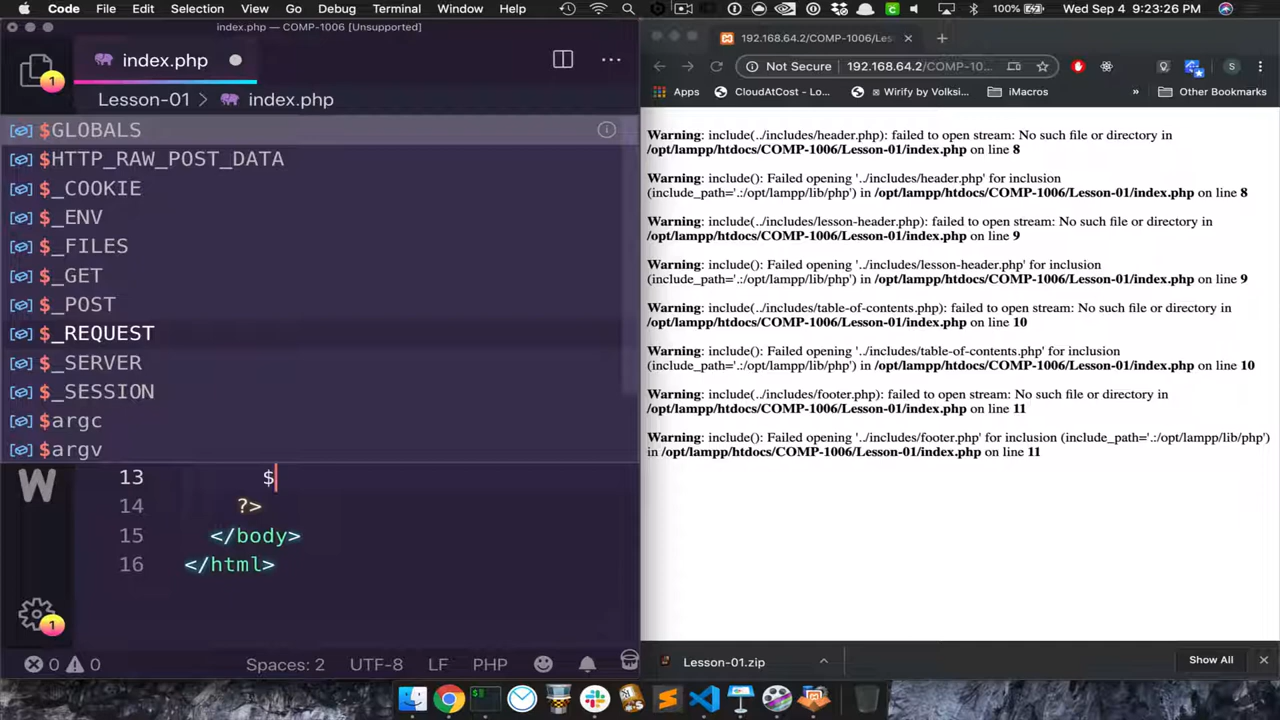 Code File Edit Selection View Go Debug Terminal Window Help 100% Wed Sep 4 9:23:26 PM
index.php — COMP-1006 [Unsupported]
index.php
1
Lesson-01 > index.php
$GLOBALS
$HTTP_RAW_POST_DATA
$_COOKIE
$_ENV
$_FILES
$_GET
$_POST
$_REQUEST
$_SERVER
$_SESSION
$argc
$argv
13 $
14 ?>
15 </body>
16 </html>
1
0 0 Spaces: 2 UTF-8 LF PHP
192.168.64.2/COMP-1006/Les
Not Secure 192.168.64.2/COMP-10... S
Apps CloudAtCost - Lo... Wirify by Volksi... iMacros » Other Bookmarks
Warning: include(../includes/header.php): failed to open stream: No such file or directory in
/opt/lampp/htdocs/COMP-1006/Lesson-01/index.php on line 8
Warning: include(): Failed opening '../includes/header.php' for inclusion
(include_path='.:/opt/lampp/lib/php') in /opt/lampp/htdocs/COMP-1006/Lesson-01/index.php on line 8
Warning: include(../includes/lesson-header.php): failed to open stream: No such file or directory in
/opt/lampp/htdocs/COMP-1006/Lesson-01/index.php on line 9
Warning: include(): Failed opening '../includes/lesson-header.php' for inclusion
(include_path='.:/opt/lampp/lib/php') in /opt/lampp/htdocs/COMP-1006/Lesson-01/index.php on line 9
Warning: include(../includes/table-of-contents.php): failed to open stream: No such file or directory in
/opt/lampp/htdocs/COMP-1006/Lesson-01/index.php on line 10
Warning: include(): Failed opening '../includes/table-of-contents.php' for inclusion
(include_path='.:/opt/lampp/lib/php') in /opt/lampp/htdocs/COMP-1006/Lesson-01/index.php on line 10
Warning: include(../includes/footer.php): failed to open stream: No such file or directory in
/opt/lampp/htdocs/COMP-1006/Lesson-01/index.php on line 11
Warning: include(): Failed opening '../includes/footer.php' for inclusion (include_path='.:/opt/lampp/lib/php')
in /opt/lampp/htdocs/COMP-1006/Lesson-01/index.php on line 11
Lesson-01.zip Show All